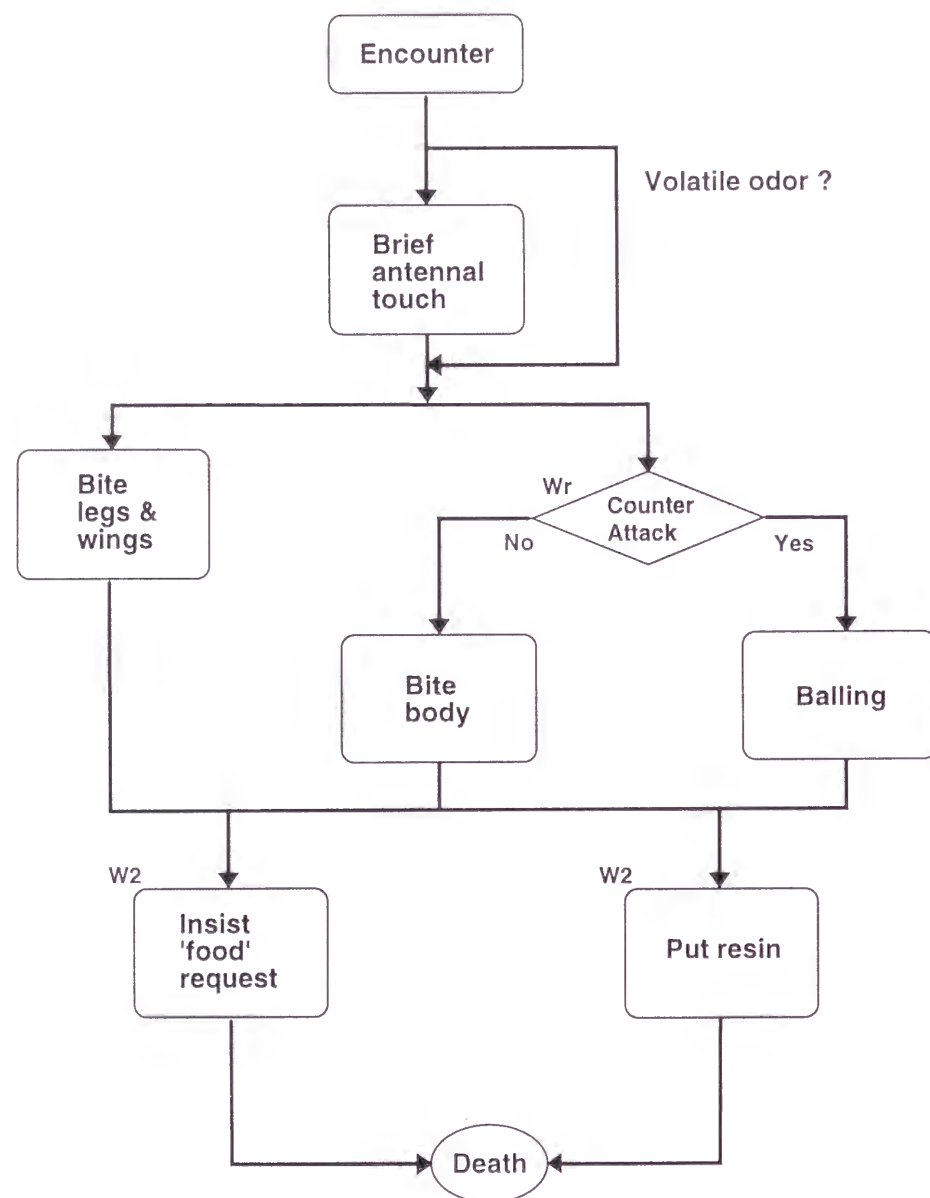 Encounter
Volatile odor ?
Brief
antennal
touch
Bite
legs &
wings
Wr
Counter
Attack
No
Yes
Bite
body
Balling
W2
Insist
'food'
request
W2
Put resin
Death